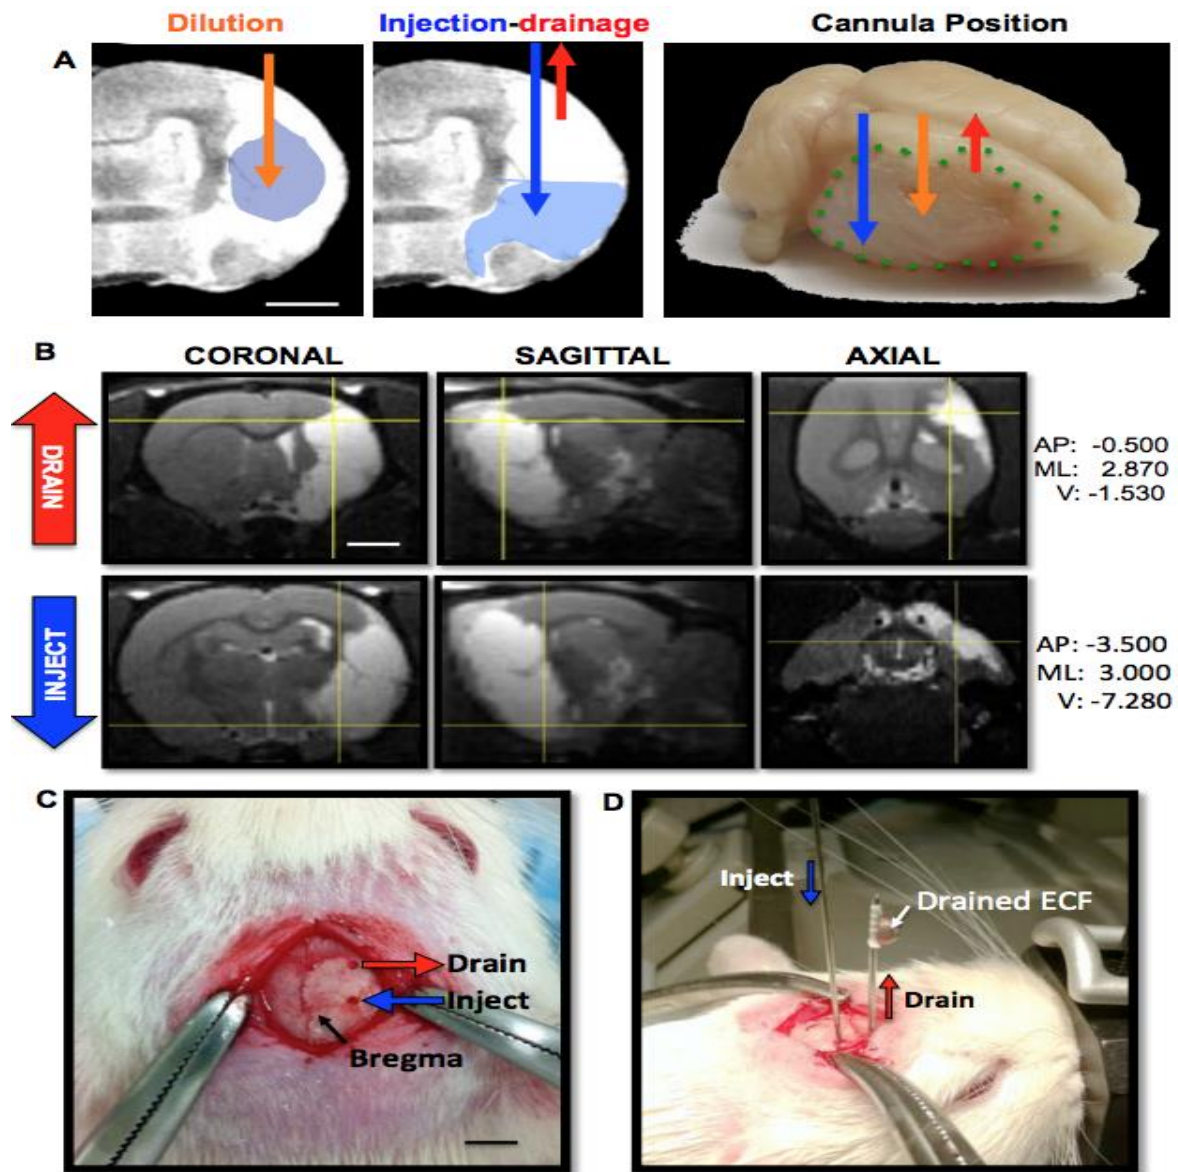 Dilution
Injection-drainage
Cannula Position
A
B
CORONAL
SAGITTAL
AXIAL
DRAIN
AP: -0.500
ML: 2.870
V: -1.530
INJECT
AP: -3.500
ML: 3.000
V: -7.280
C
Drain
Inject
Bregma
D
Inject
Drained ECF
Drain